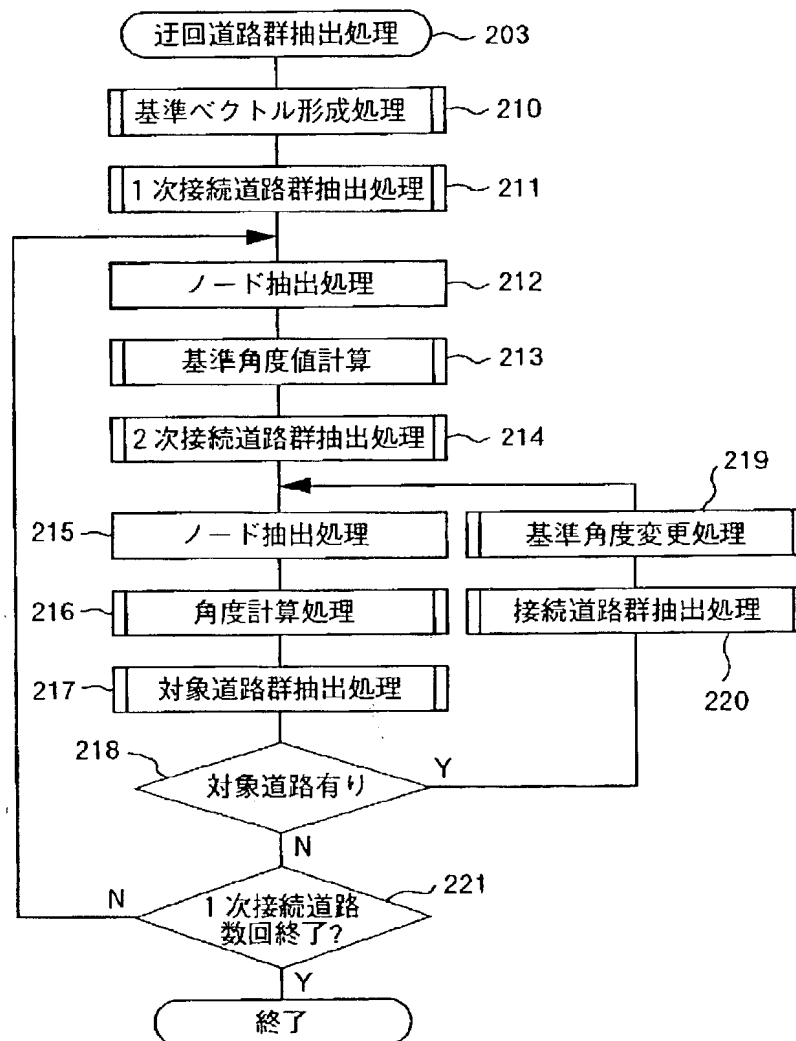 迂回道路群抽出処理 203
基準ベクトル形成処理 210
1次接続道路群抽出処理 211
ノード抽出処理 212
基準角度値計算 213
2次接続道路群抽出処理 214
219
215 ノード抽出処理 基準角度変更処理
216 角度計算処理 接続道路群抽出処理
217 対象道路群抽出処理
220
218
対象道路有り Y
N
221
N 1次接続道路
数回終了?
Y
終了